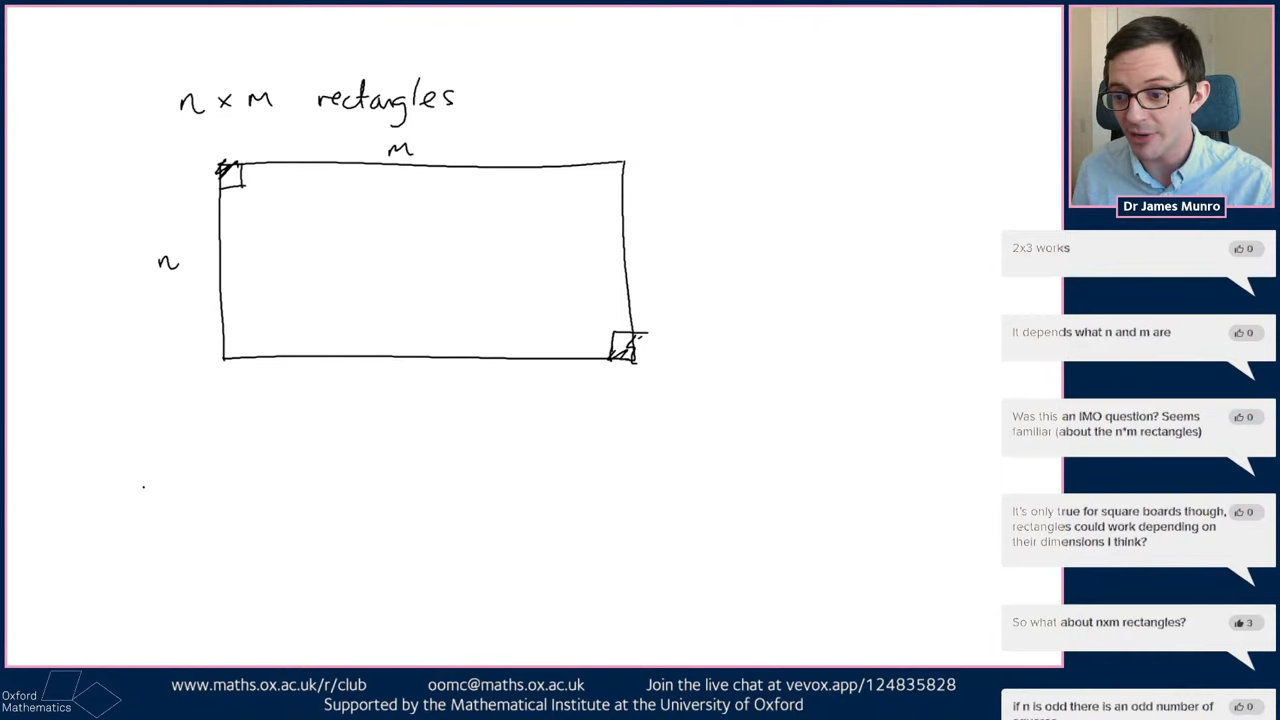 n × m rectangles
m
n
Dr James Munro
2x3 works
0
It depends what n and m are
0
Was this an IMO question? Seems
familiar (about the n*m rectangles)
0
It's only true for square boards though,
rectangles could work depending on
their dimensions I think?
0
So what about nxm rectangles?
3
if n is odd there is an odd number of
0
Oxford
Mathematics
www.maths.ox.ac.uk/r/club
oomc@maths.ox.ac.uk
Join the live chat at vevox.app/124835828
Supported by the Mathematical Institute at the University of Oxford